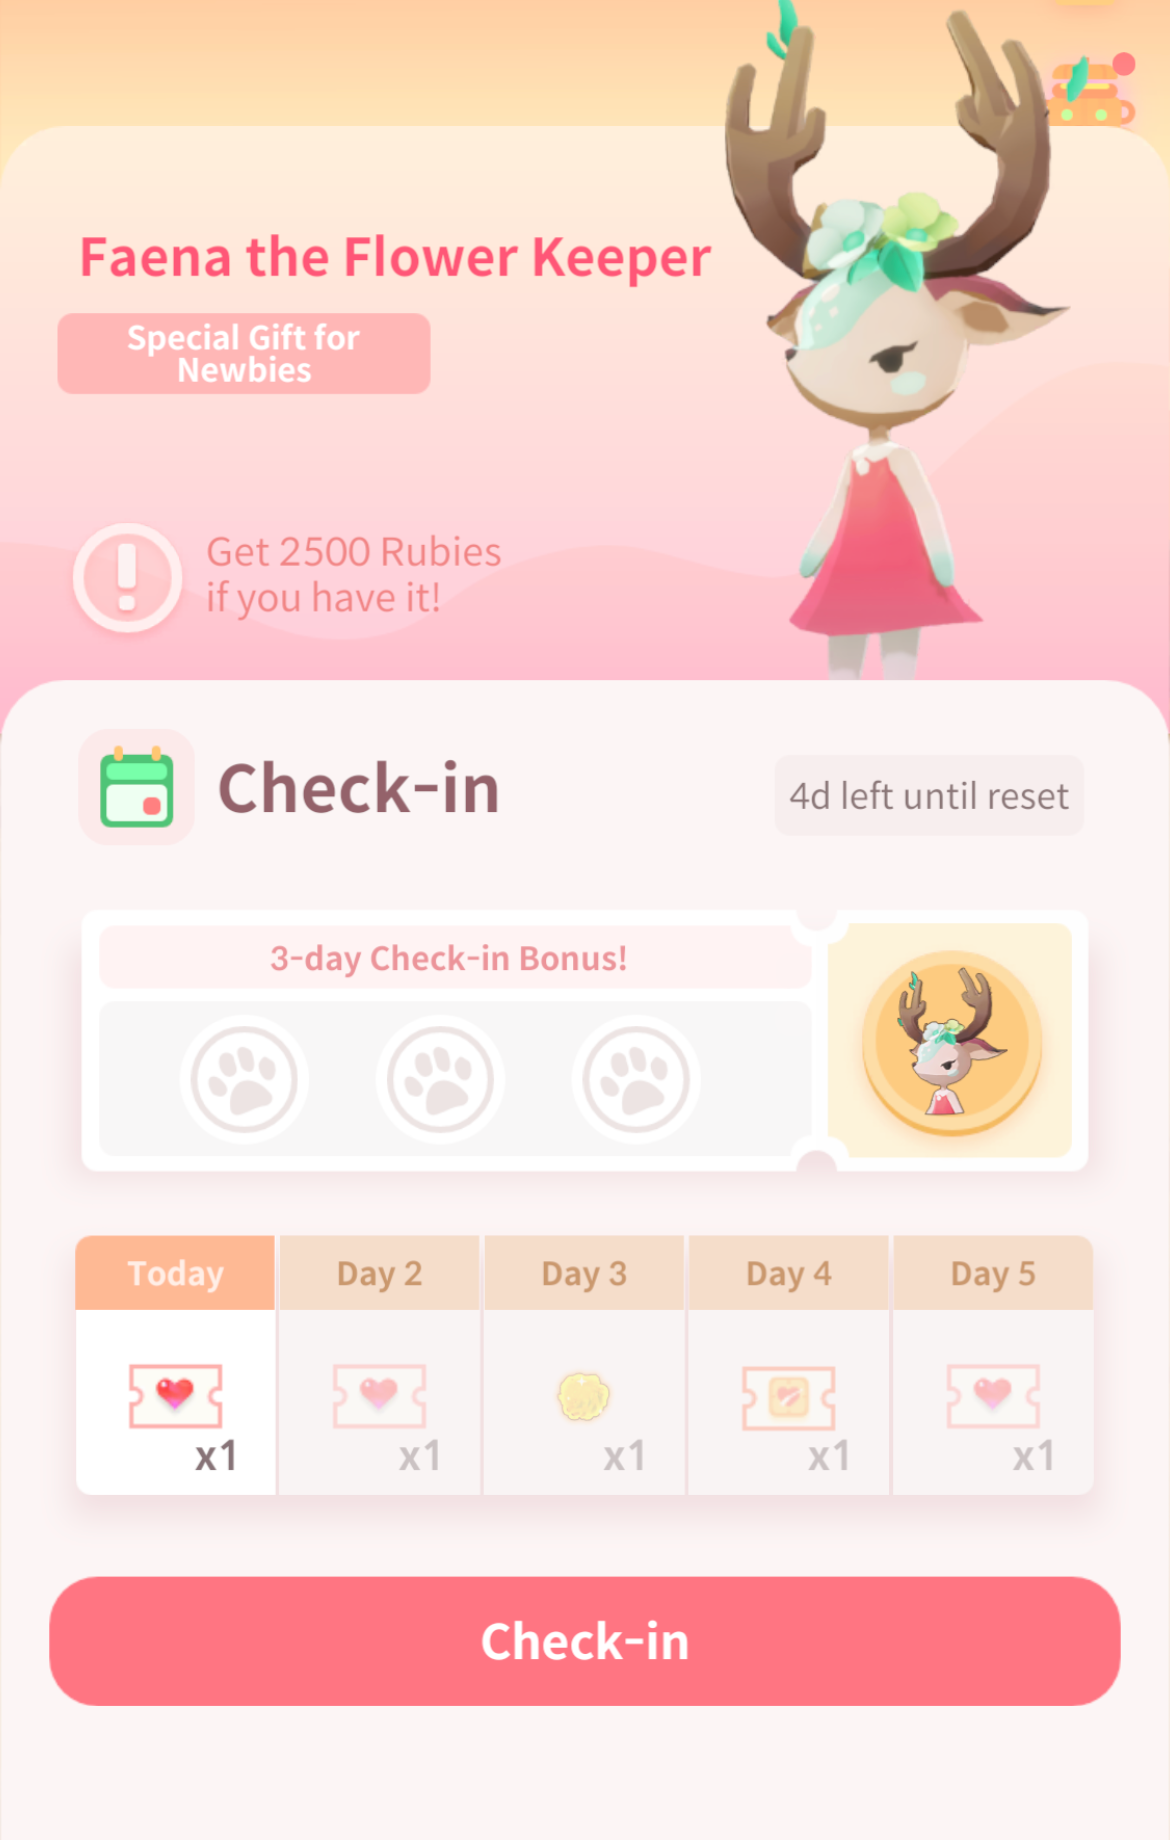 Faena the Flower Keeper
Special Gift for
Newbies
Get 2500 Rubies
if you have it!
Check-in
4d left until reset
3-day Check-in Bonus!
Today
Day 2
Day 3
Day 4
Day 5
x1
x1
x1
x1
x1
Check-in